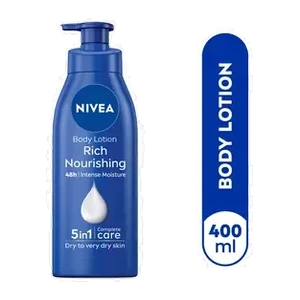 NIVEA
Body Lotion
Rich
Nourishing
48h Intense Moisture
5in1 Complete
care
Dry to very dry skin
BODY LOTION
400
ml